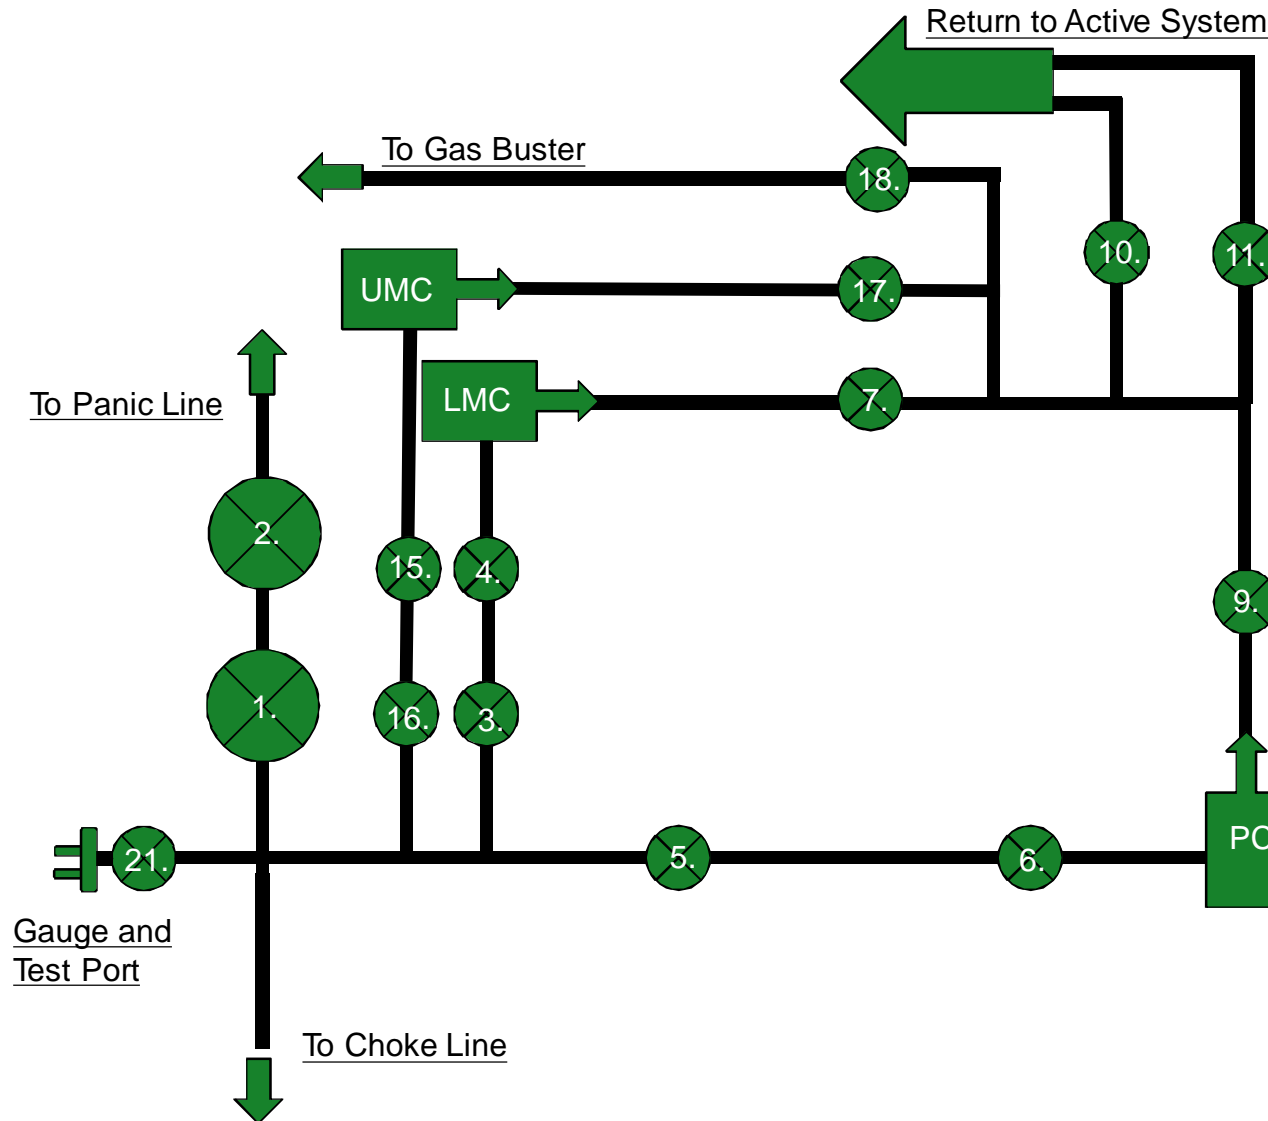 Return to Active System
To Gas Buster
18.
10.
11.
UMC
17.
To Panic Line
LMC
7.
2.
15.
4.
9.
1.
16.
3.
PC
21.
5.
6.
Gauge and
Test Port
To Choke Line